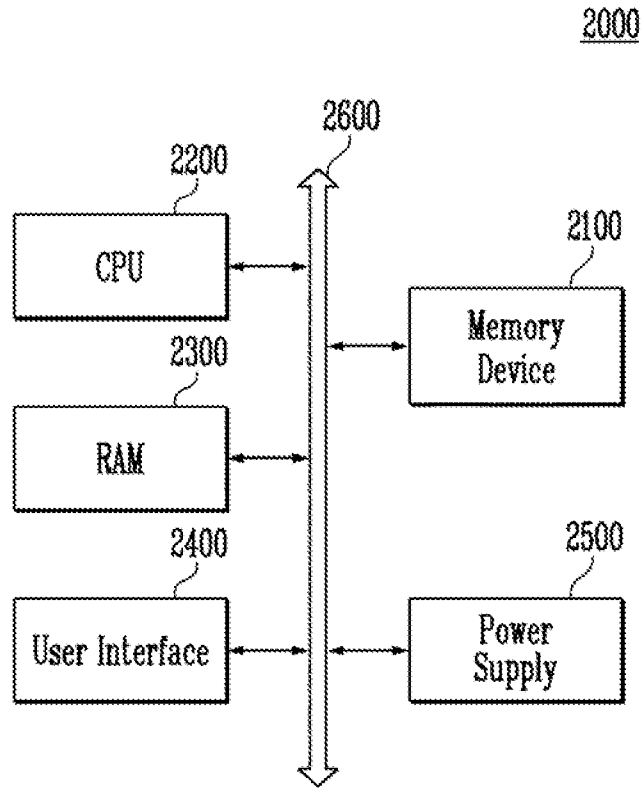 2000
2600
2200
CPU
2100
Memory
Device
2300
RAM
2400
User Interface
2500
Power
Supply